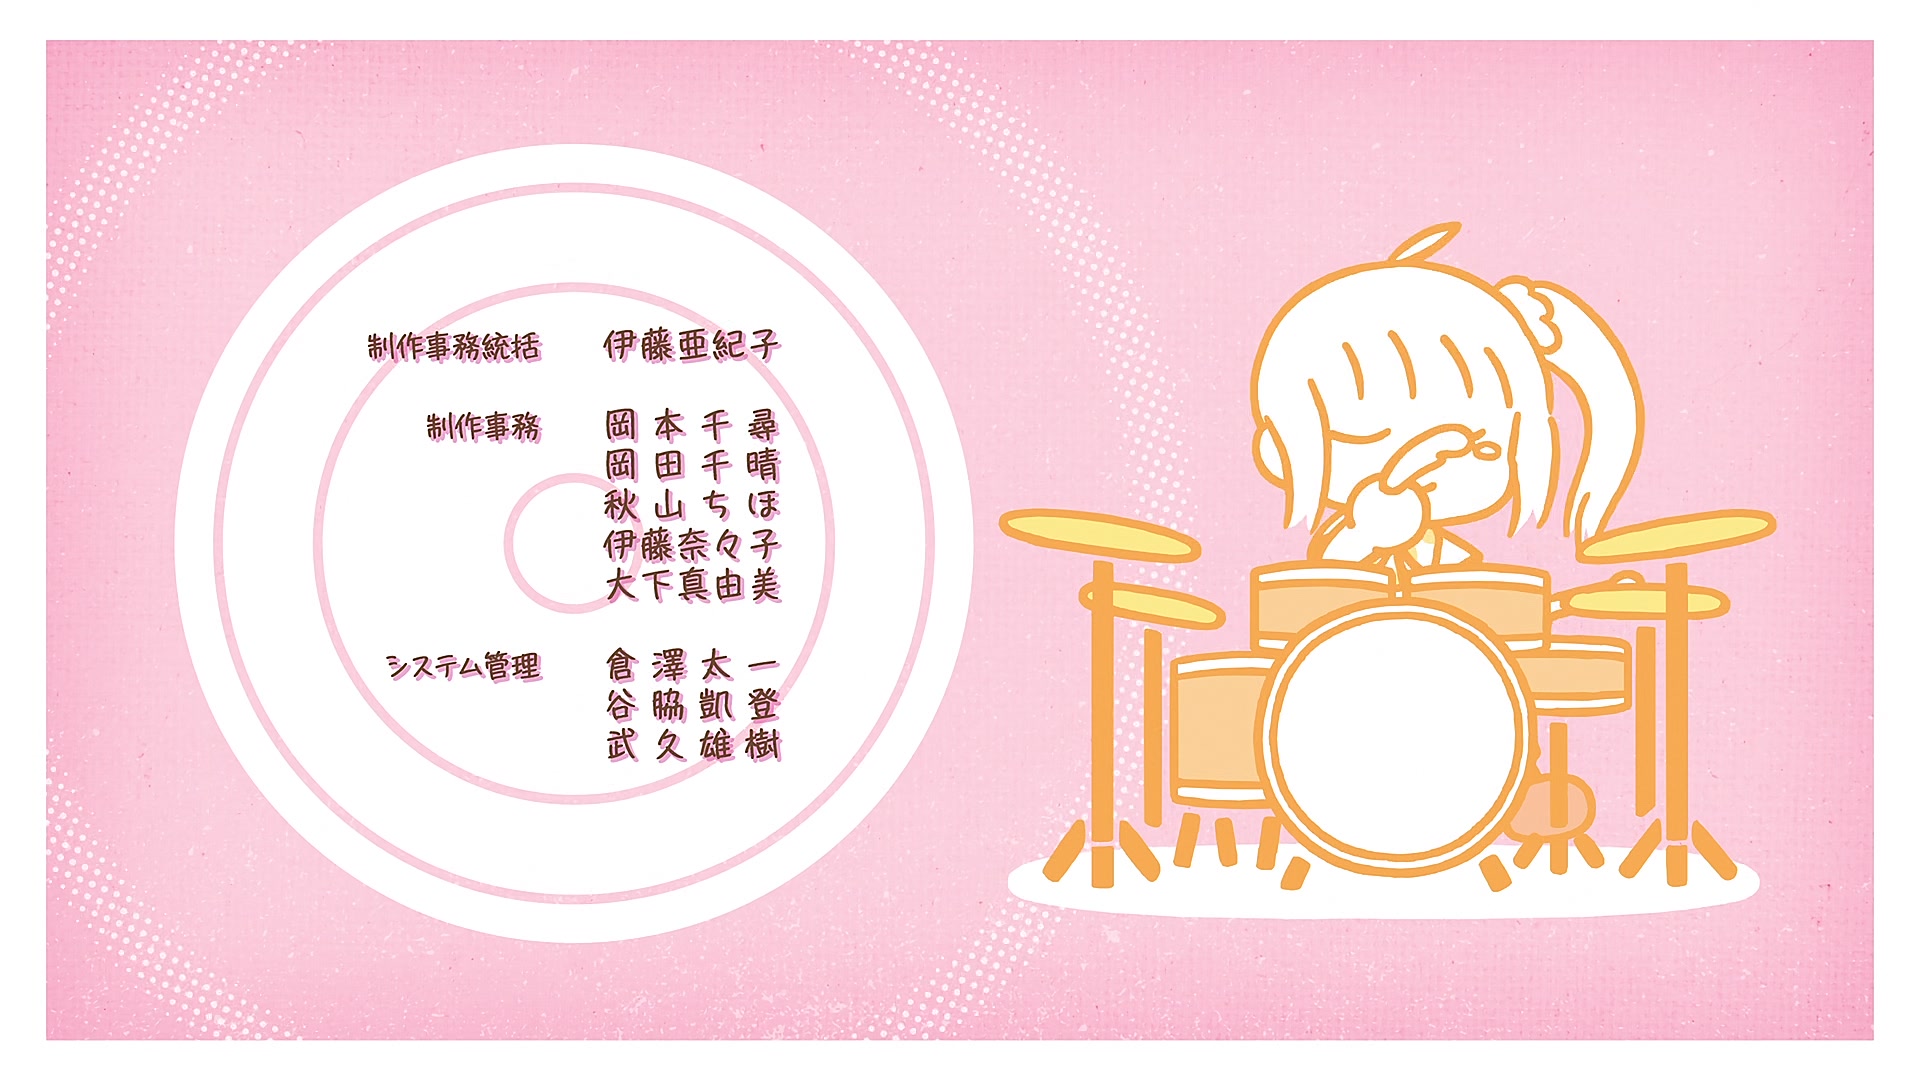 制作事務統括 伊藤亜紀子
制作事務 岡本千尋
岡田千晴
秋山ちほ
伊藤奈々子
大下真由美
システム管理 倉澤太一
谷脇凱登
武久雄樹